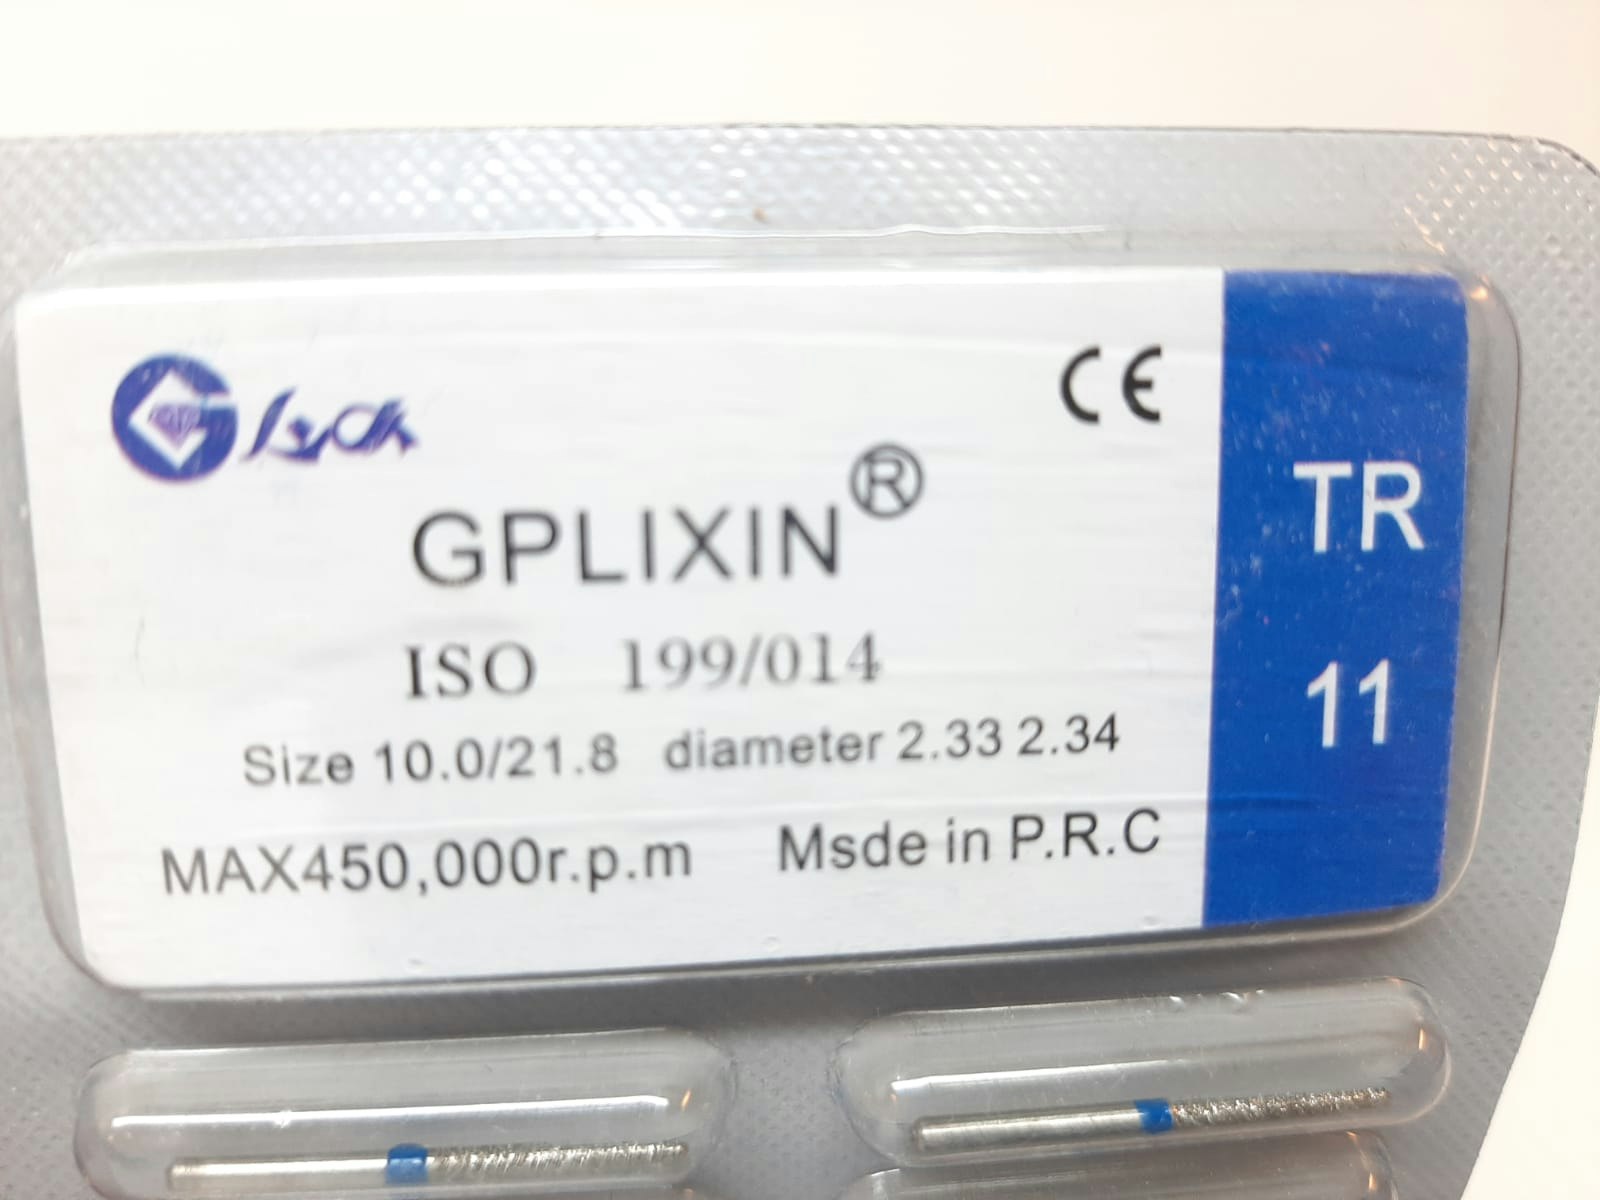 CE
GPLIXIN®
ISO 199/014
Size 10.0/21.8 diameter 2.33 2.34
MAX450,000r.p.m Msde in P.R.C
TR
11